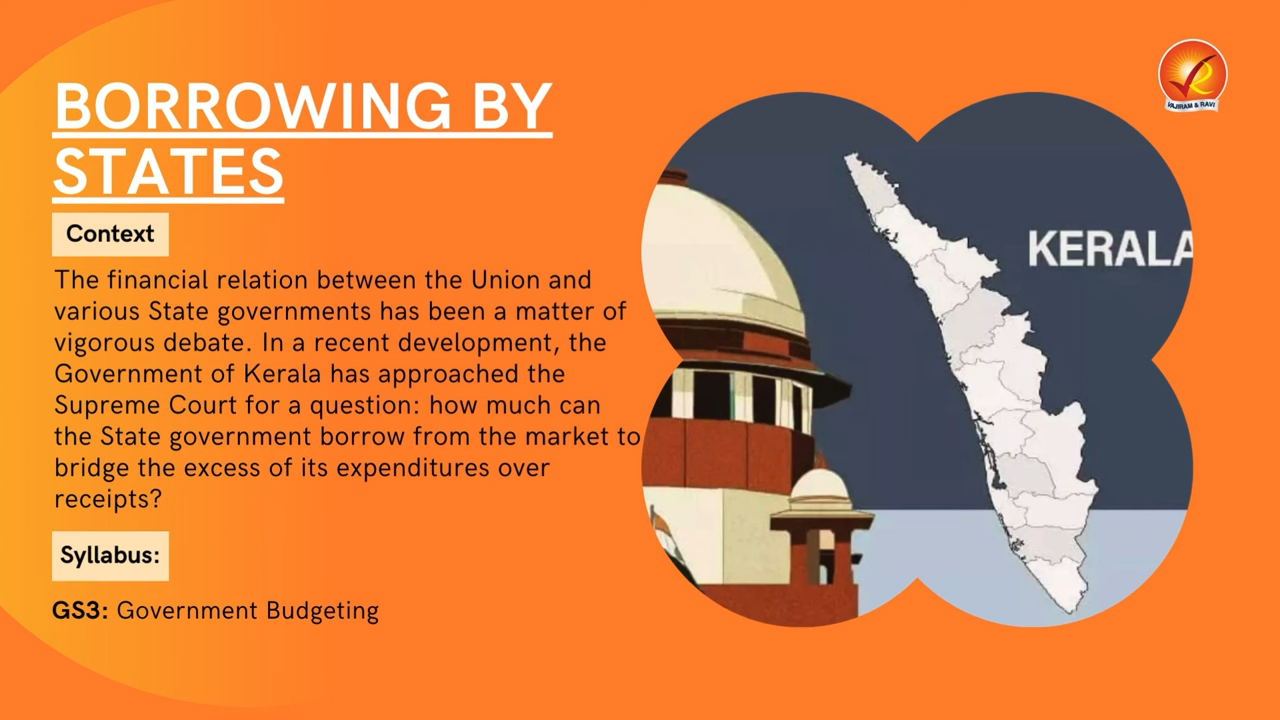 BORROWING BY
STATES
Context
The financial relation between the Union and
various State governments has been a matter of
vigorous debate. In a recent development, the
Government of Kerala has approached the
Supreme Court for a question: how much can
the State government borrow from the market to
bridge the excess of its expenditures over
receipts?
Syllabus:
GS3: Government Budgeting
KERALA
VAJIRAM & RAVI